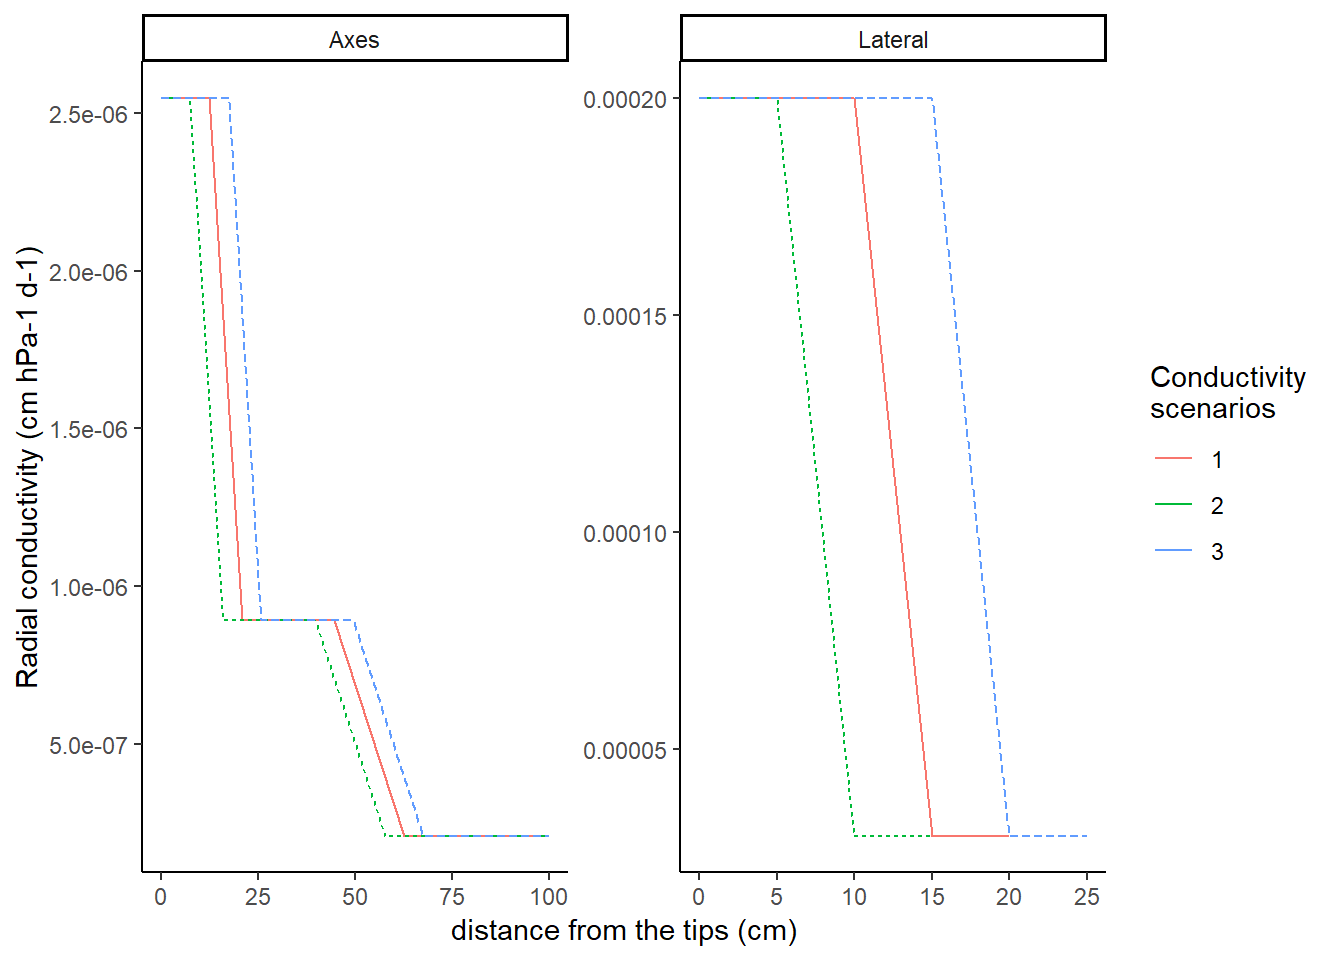 Axes
Lateral
Radial conductivity (cm hPa-1 d-1)
2.5e-06
2.0e-06
1.5e-06
1.0e-06
5.0e-07
0.00020
0.00015
0.00010
0.00005
0 25 50 75 100
0 5 10 15 20 25
distance from the tips (cm)
Conductivity
scenarios
1
2
3